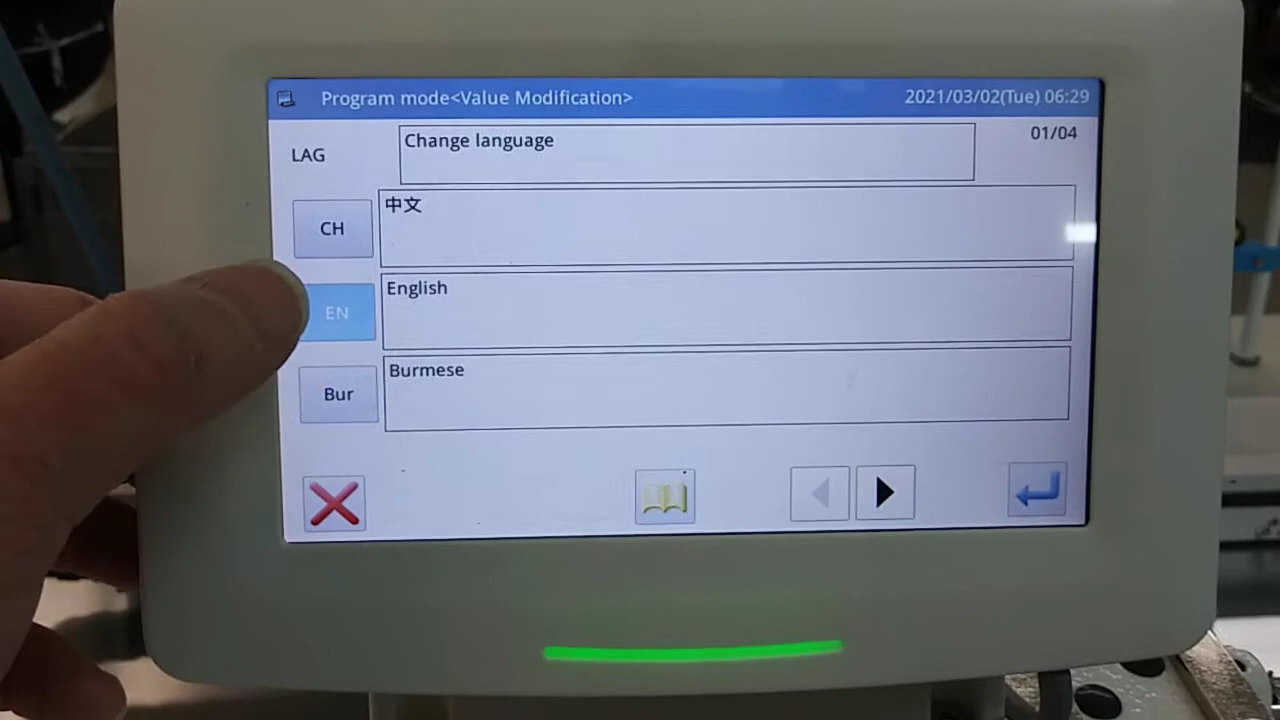 Program mode<Value Modification>
2021/03/02(Tue) 06:29
LAG
Change language
01/04
CH
中文
EN
English
Bur
Burmese